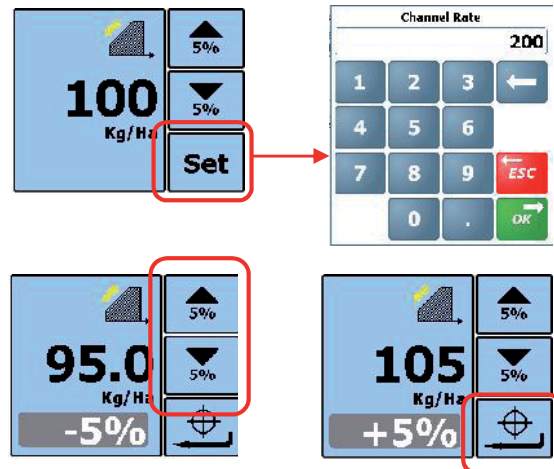 5%
100
Kg/Ha
5%
Set
Channel Rate
200
1 2 3
4 5 6
7 8 9 ESC
0 . OK
5%
95.0
Kg/Ha
5%
-5%
5%
105
Kg/Ha
5%
+5%